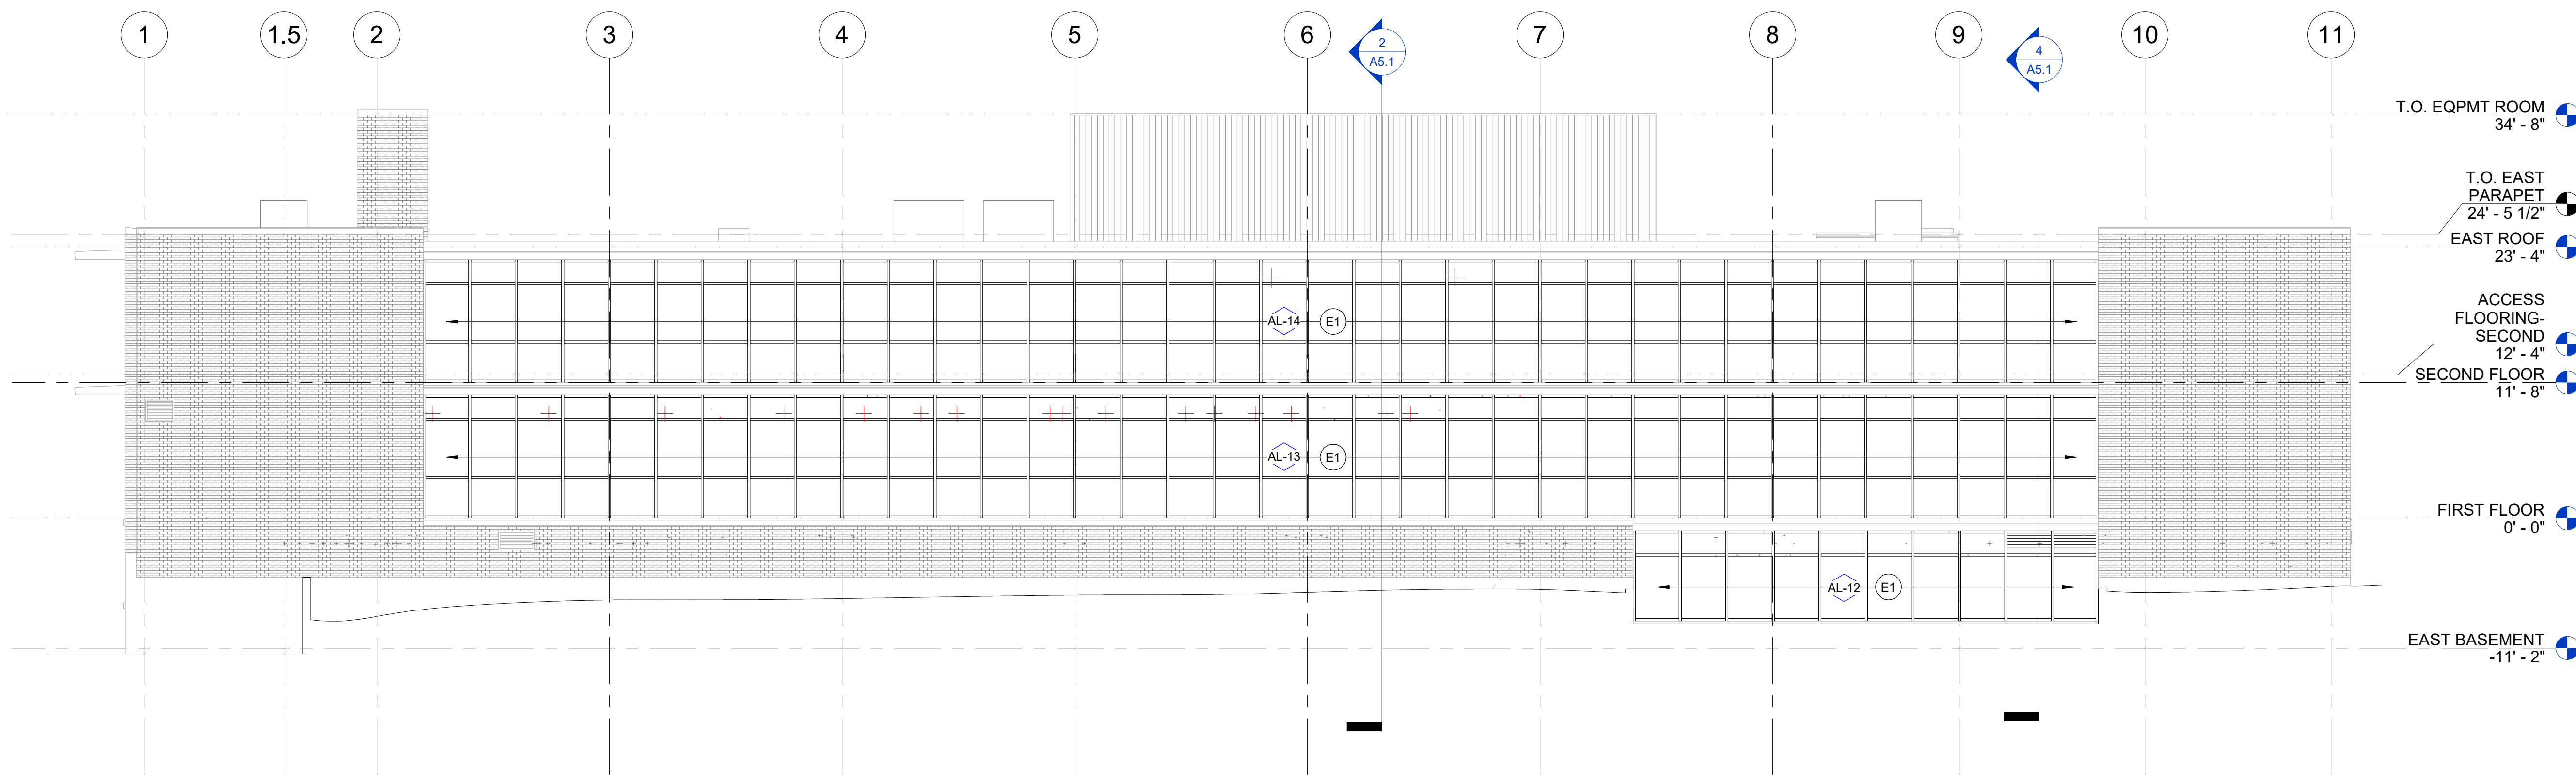 1
1.5
2
3
4
5
6
2
A5.1
7
8
9
4
A5.1
10
11
T.O. EQPMT ROOM
34' - 8"
T.O. EAST
PARAPET
24' - 5 1/2"
EAST ROOF
23' - 4"
ACCESS
FLOORING-
SECOND
12' - 4"
SECOND FLOOR
11' - 8"
AL-14
E1
AL-13
E1
FIRST FLOOR
0' - 0"
AL-12
E1
EAST BASEMENT
-11' - 2"